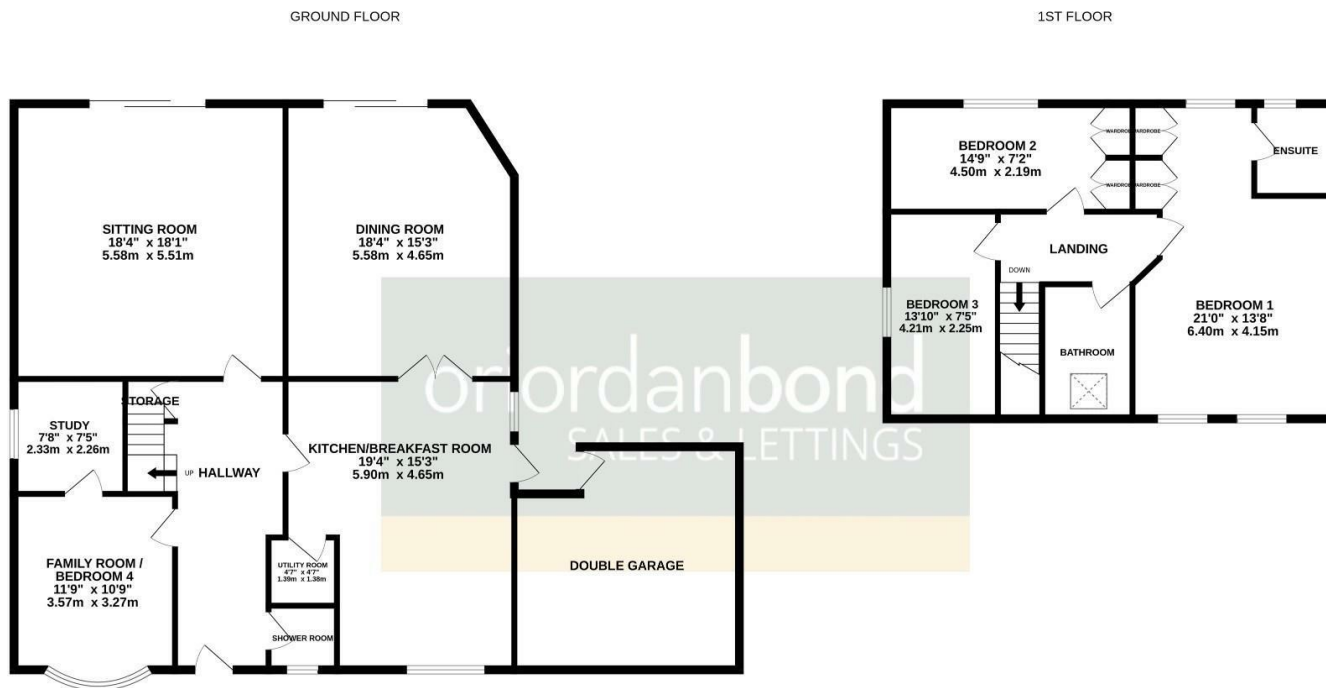 GROUND FLOOR
1ST FLOOR
SITTING ROOM
18'4" x 18'1"
5.58m x 5.51m
DINING ROOM
18'4" x 15'3"
5.58m x 4.65m
STORAGE
STUDY
7'8" x 7'5"
2.33m x 2.26m
UP
HALLWAY
KITCHEN/BREAKFAST ROOM
19'4" x 15'3"
5.90m x 4.65m
FAMILY ROOM /
BEDROOM 4
11'9" x 10'9"
3.57m x 3.27m
UTILITY ROOM
4'7" x 4'7"
1.39m x 1.38m
SHOWER ROOM
DOUBLE GARAGE
oriordanbond
SALES & LETTINGS
BEDROOM 2
14'9" x 7'2"
4.50m x 2.19m
WARDROBE
WARDROBE
WARDROBE
WARDROBE
ENSUITE
LANDING
DOWN
BEDROOM 3
13'10" x 7'5"
4.21m x 2.25m
BATHROOM
BEDROOM 1
21'0" x 13'8"
6.40m x 4.15m